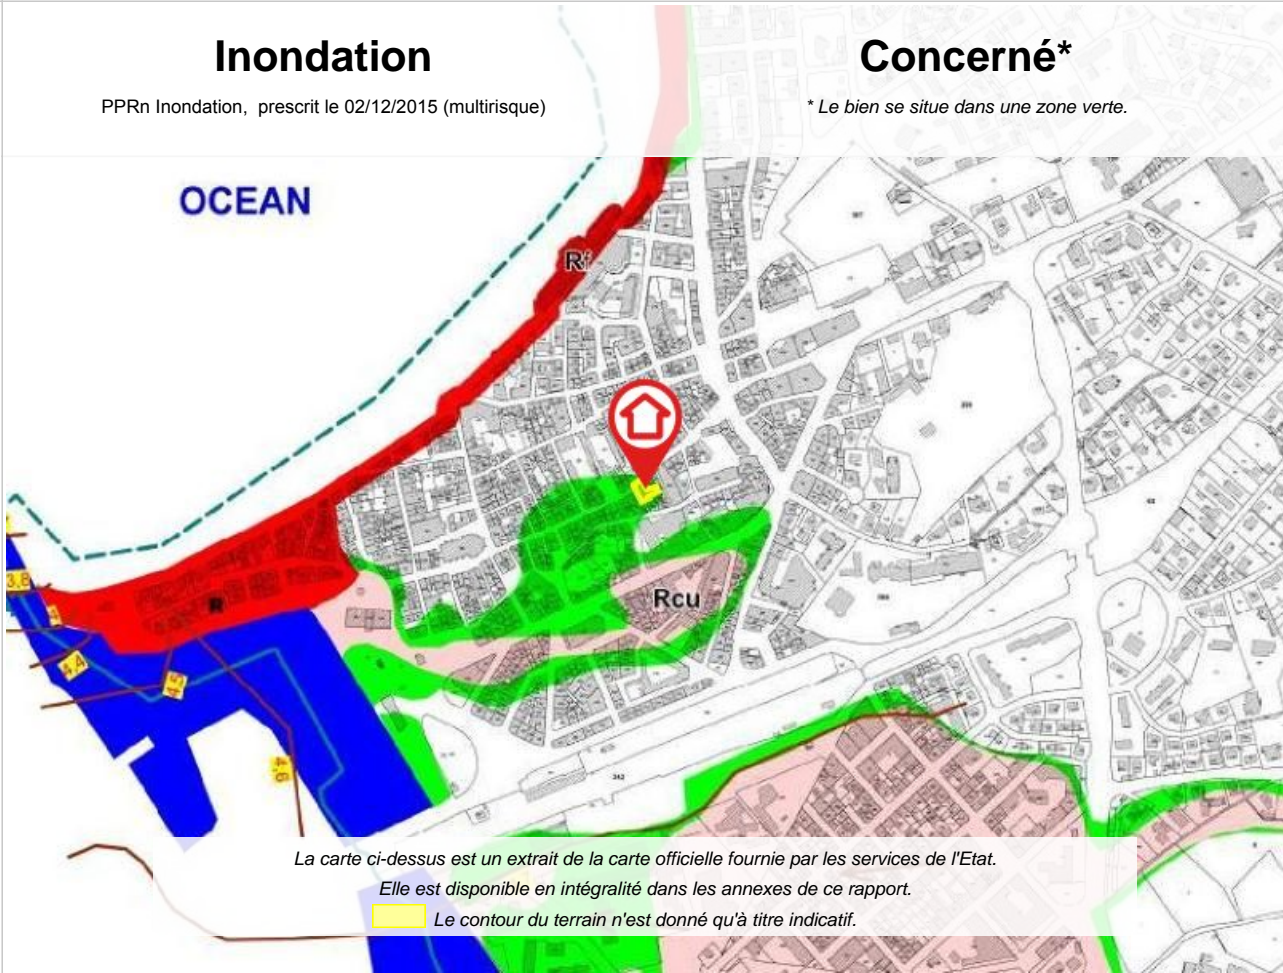 Inondation
PPRn Inondation, prescrit le 02/12/2015 (multirisque)
Concerné*
* Le bien se situe dans une zone verte.
OCEAN
Rf
Rcu
R
3,8
4,4
4,5
4,6
242
La carte ci-dessus est un extrait de la carte officielle fournie par les services de l'Etat.
Elle est disponible en intégralité dans les annexes de ce rapport.
Le contour du terrain n'est donné qu'à titre indicatif.